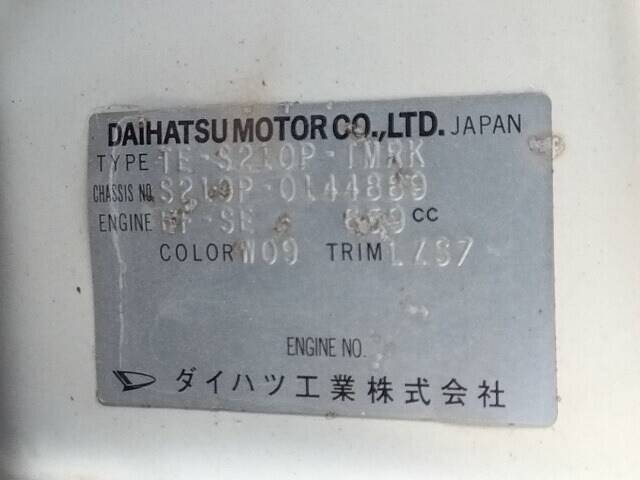 DAIHATSU MOTOR CO.,LTD. JAPAN
TYPE TE-S210P-TMRK
CHASSIS NO. S210P-0144889
ENGINE EF-SE 659 CC
COLOR W09 TRIM LZS7
ENGINE NO.
ダイハツ工業株式会社